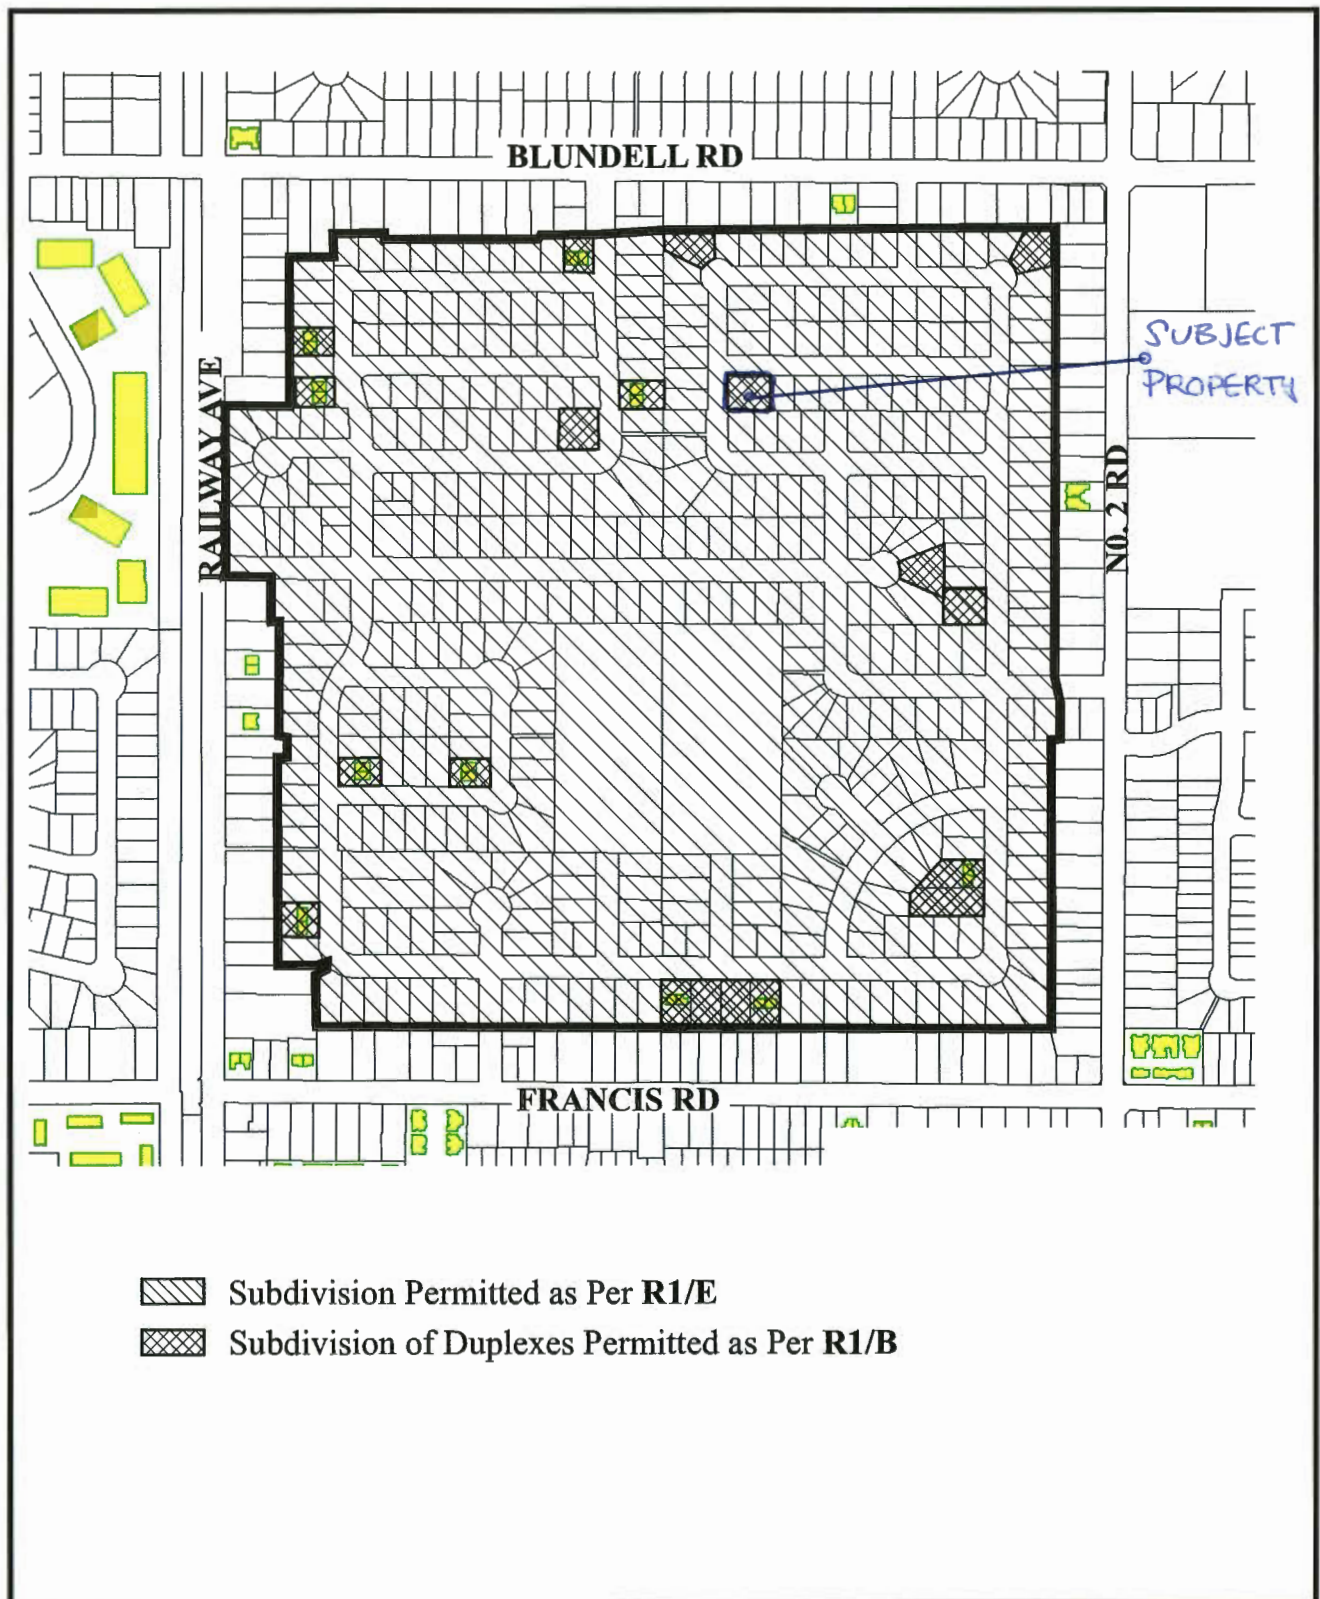 BLUNDELL RD
SUBJECT
PROPERTY
RAILWAY AVE
N0. 2 RD
FRANCIS RD
Subdivision Permitted as Per R1/E
Subdivision of Duplexes Permitted as Per R1/B